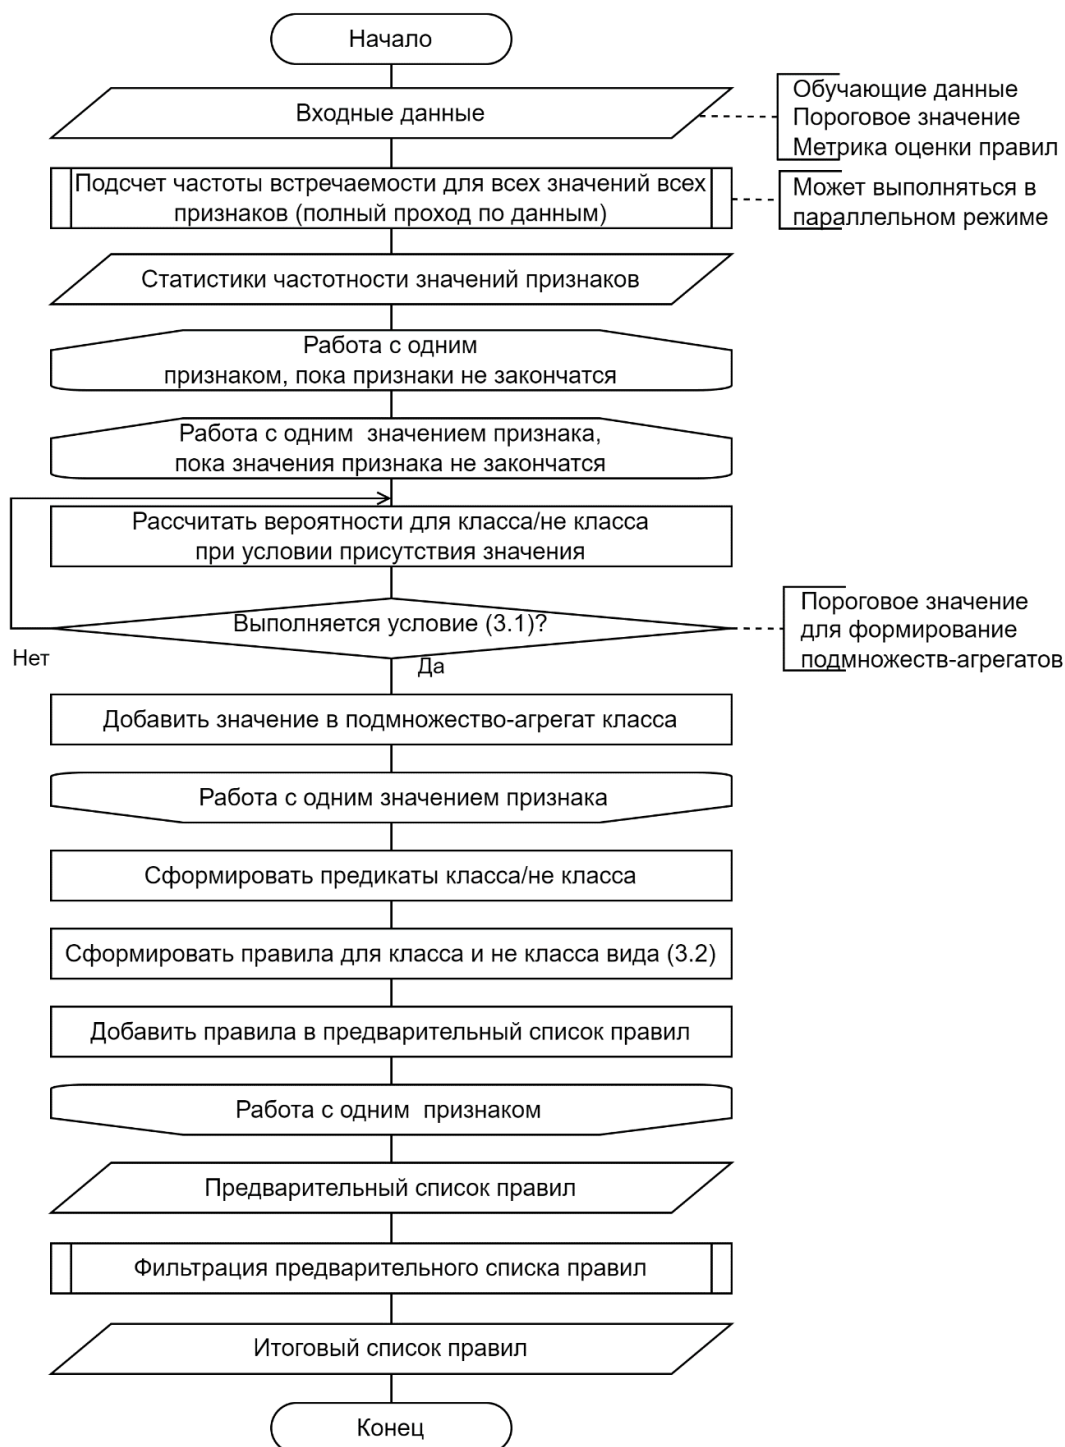 Начало
Входные данные
Обучающие данные
Пороговое значение
Метрика оценки правил
Подсчет частоты встречаемости для всех значений всех
признаков (полный проход по данным)
Может выполняться в
параллельном режиме
Статистики частотности значений признаков
Работа с одним
признаком, пока признаки не закончатся
Работа с одним значением признака,
пока значения признака не закончатся
Рассчитать вероятности для класса/не класса
при условии присутствия значения
Выполняется условие (3.1)?
Пороговое значение
для формирование
подмножеств-агрегатов
Нет
Да
Добавить значение в подмножество-агрегат класса
Работа с одним значением признака
Сформировать предикаты класса/не класса
Сформировать правила для класса и не класса вида (3.2)
Добавить правила в предварительный список правил
Работа с одним признаком
Предварительный список правил
Фильтрация предварительного списка правил
Итоговый список правил
Конец